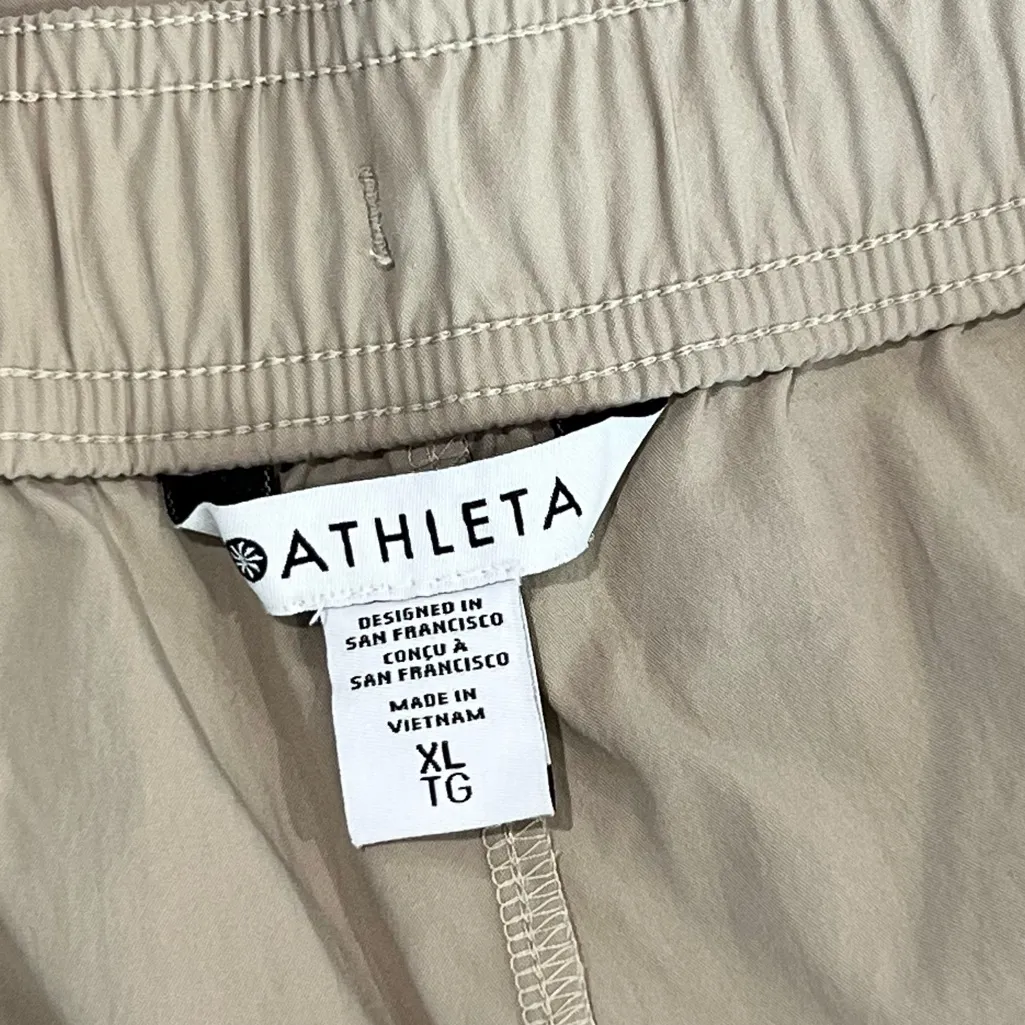 ATHLETA
DESIGNED IN
SAN FRANCISCO
CONÇU À
SAN FRANCISCO
MADE IN
VIETNAM
XL
TG